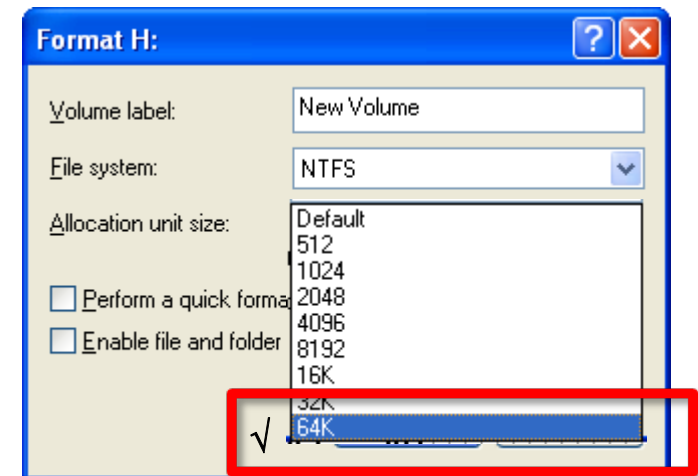 Format H:
Volume label: New Volume
File system: NTFS
Allocation unit size:
Default
512
1024
2048
4096
8192
16K
32K
64K
Perform a quick forma
Enable file and folder
√